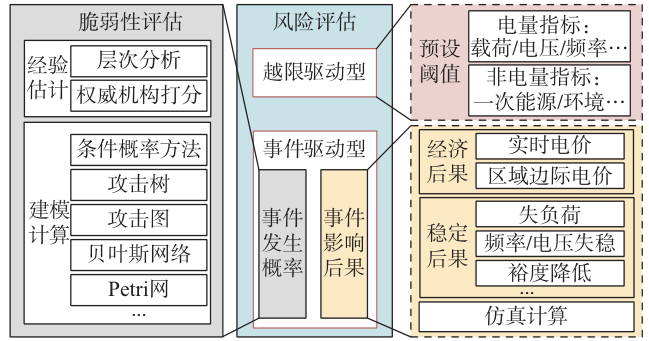 脆弱性评估
经验
估计
层次分析
权威机构打分
建模
计算
条件概率方法
攻击树
攻击图
贝叶斯网络
Petri网
...
风险评估
越限驱动型
事件驱动型
事件
发生
概率
事件
影响
后果
预设
阈值
电量指标：
载荷/电压/频率…
非电量指标：
一次能源/环境…
经济
后果
实时电价
区域边际电价
稳定
后果
失负荷
频率/电压失稳
裕度降低
...
仿真计算